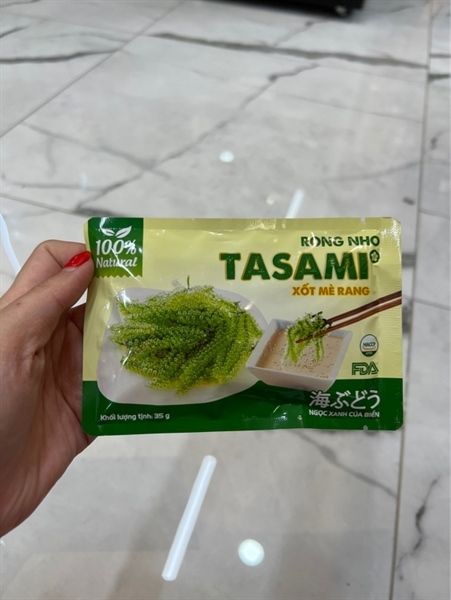 100%
Natural
RONG NHO
TASAMI
XỐT MÈ RANG
HACCP
FDA
海ぶどう
NGỌC XANH CỦA BIỂN
Khối lượng tịnh: 35 g